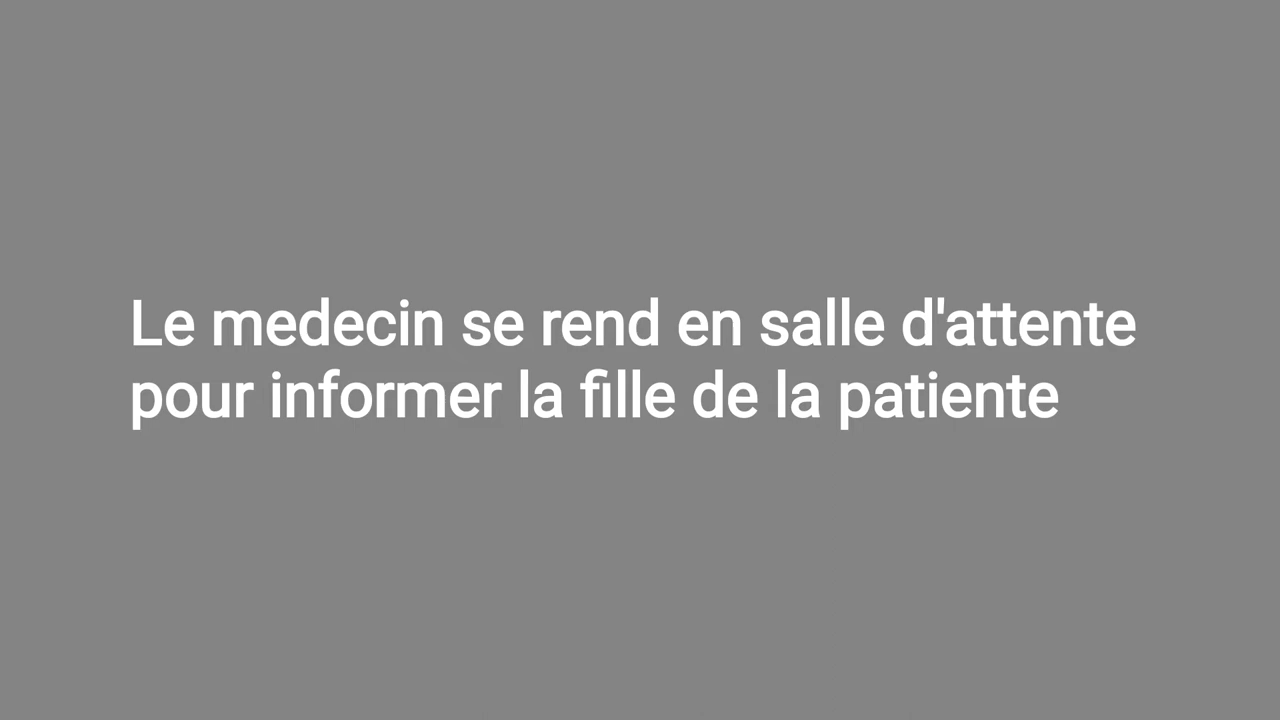 Le medecin se rend en salle d'attente
pour informer la fille de la patiente